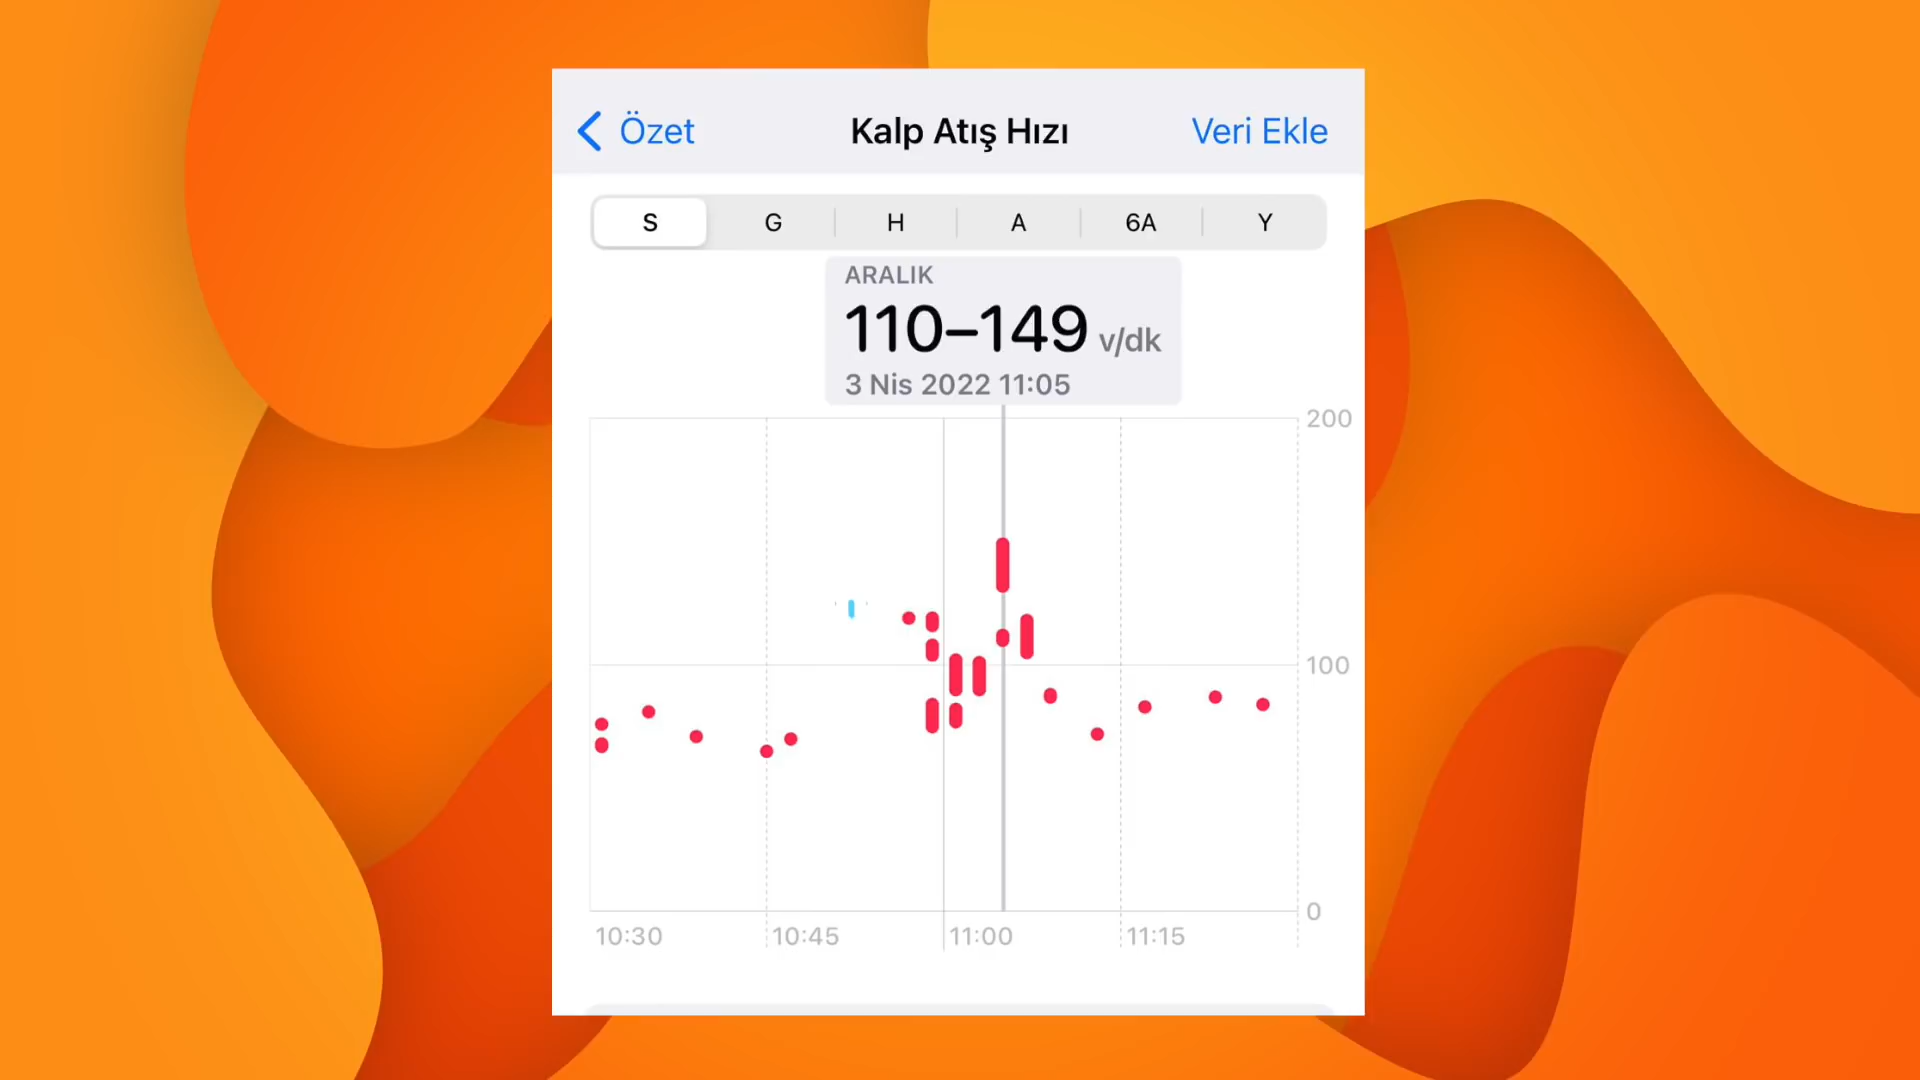 Özet Kalp Atış Hızı Veri Ekle
S G H A 6A Y
ARALIK
110–149 v/dk
3 Nis 2022 11:05
200
100
0
10:30 10:45 11:00 11:15